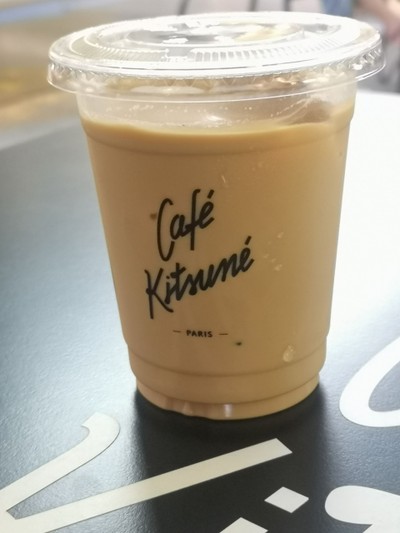 Café
Kitsuné
— PARIS —